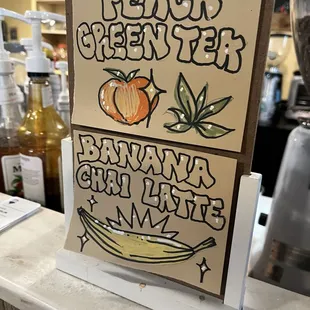 PEACH
GREEN TEA
BANANA
CHAI LATTE